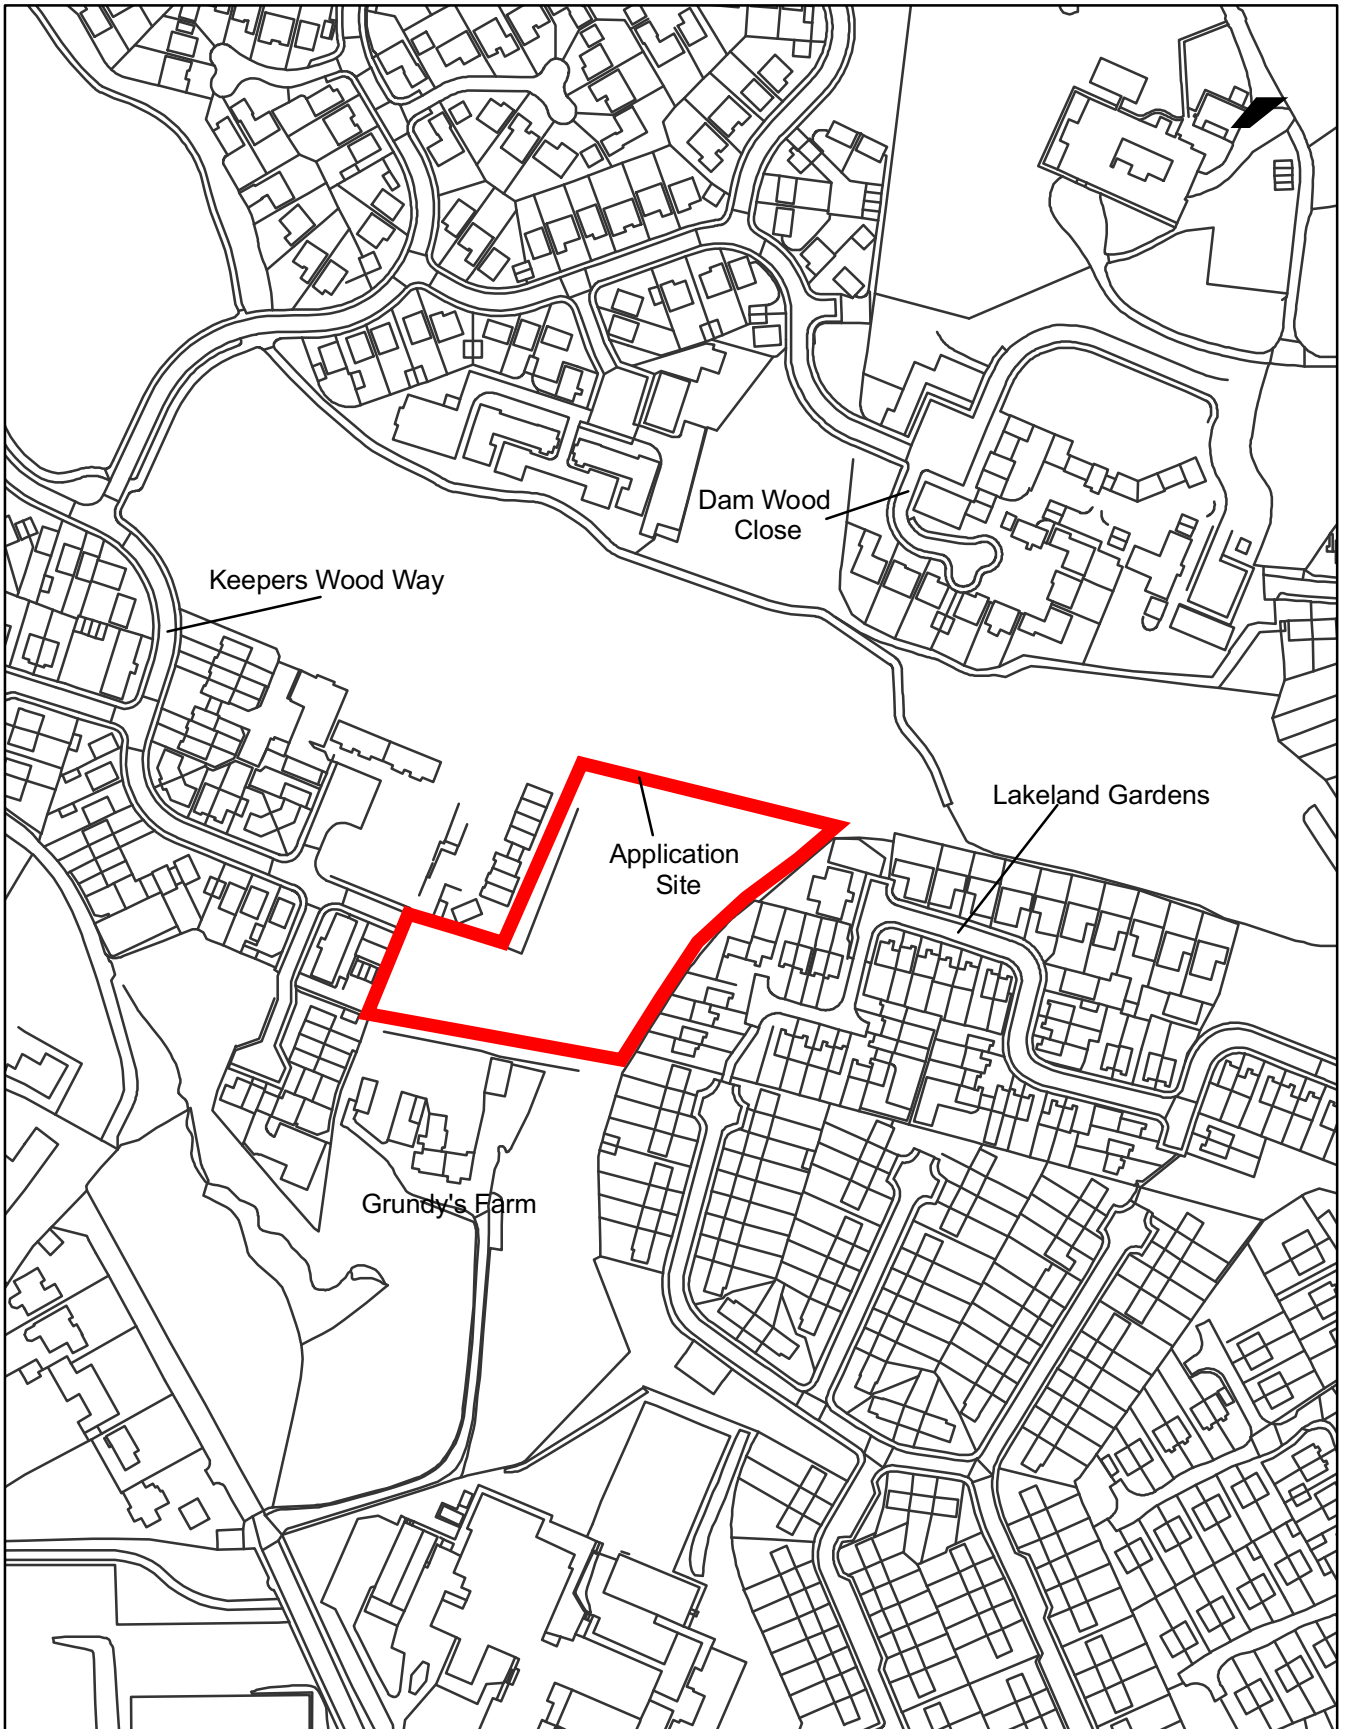 Dam Wood
Close
Keepers Wood Way
Lakeland Gardens
Application
Site
Grundy's Farm